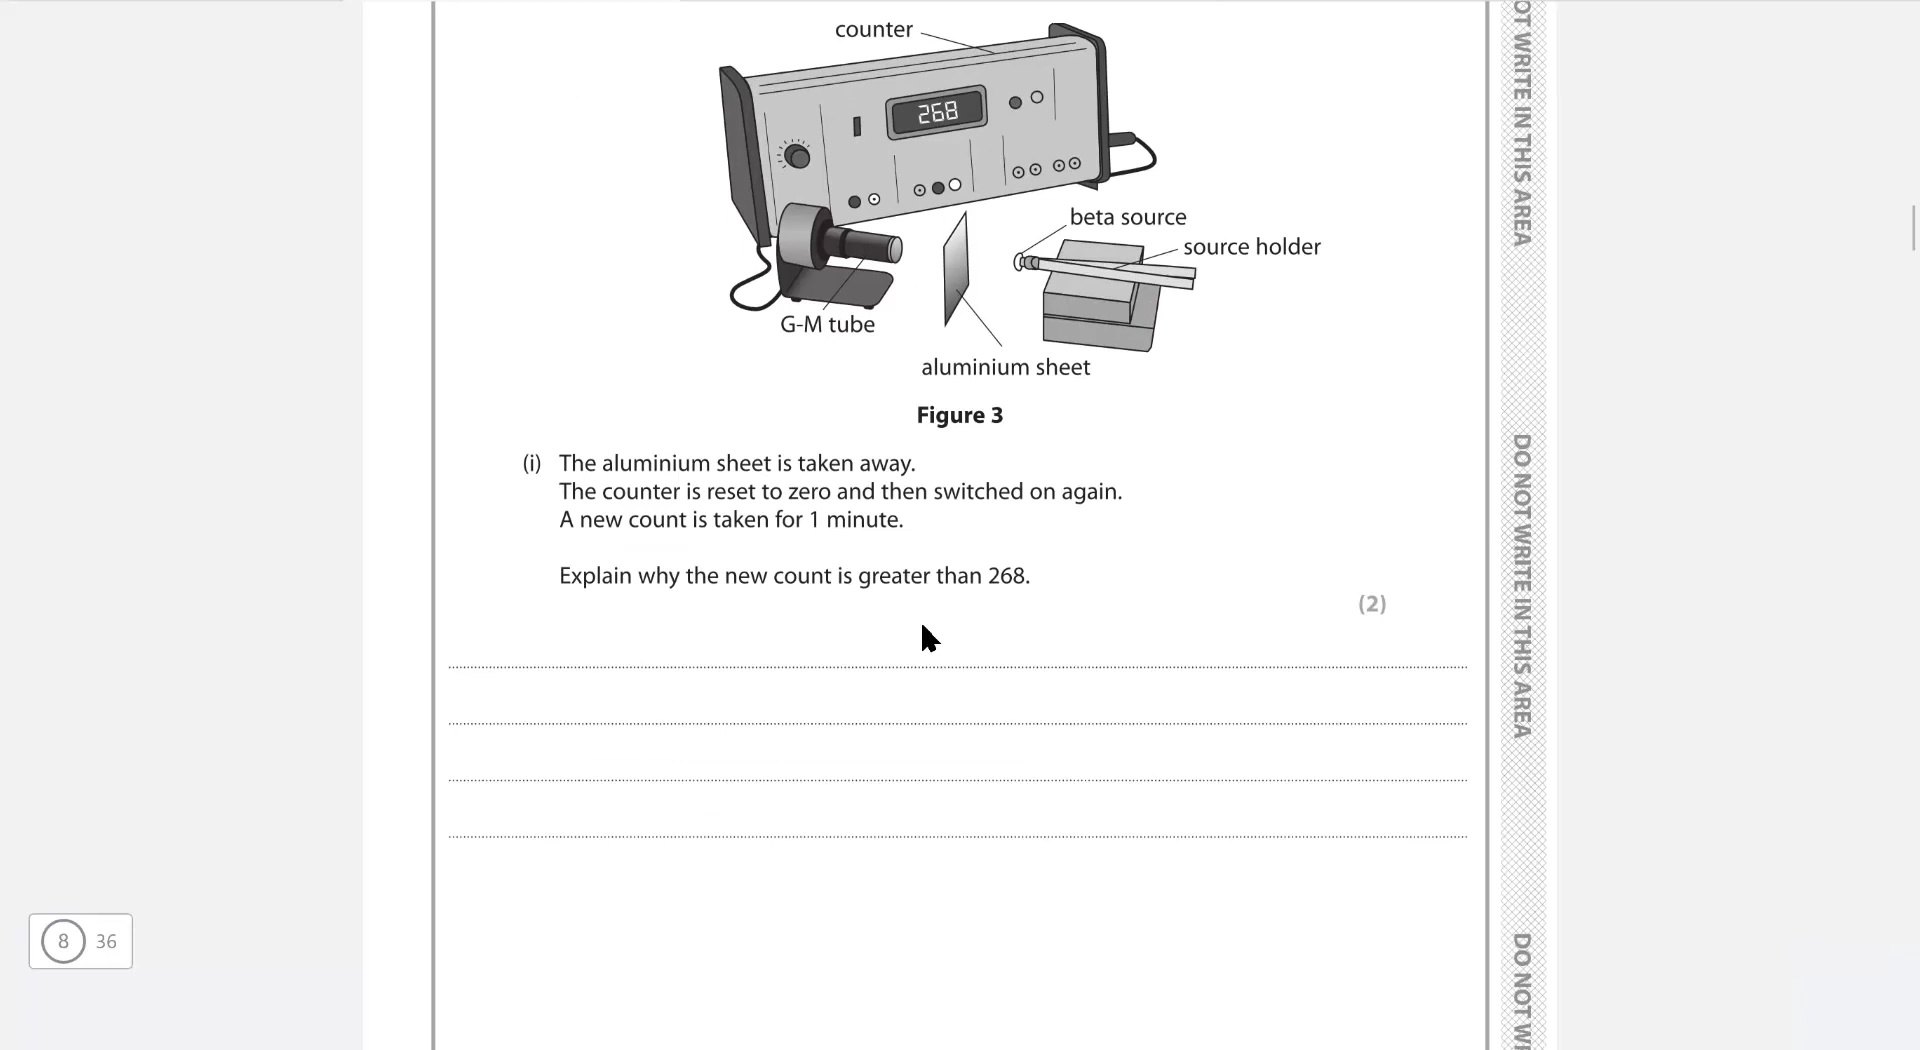 counter
268
beta source
source holder
G-M tube
aluminium sheet
Figure 3
(i) The aluminium sheet is taken away.
The counter is reset to zero and then switched on again.
A new count is taken for 1 minute.
Explain why the new count is greater than 268.
(2)
8 36
OT WRITE IN THIS AREA
DO NOT WRITE IN THIS AREA
DO NOT